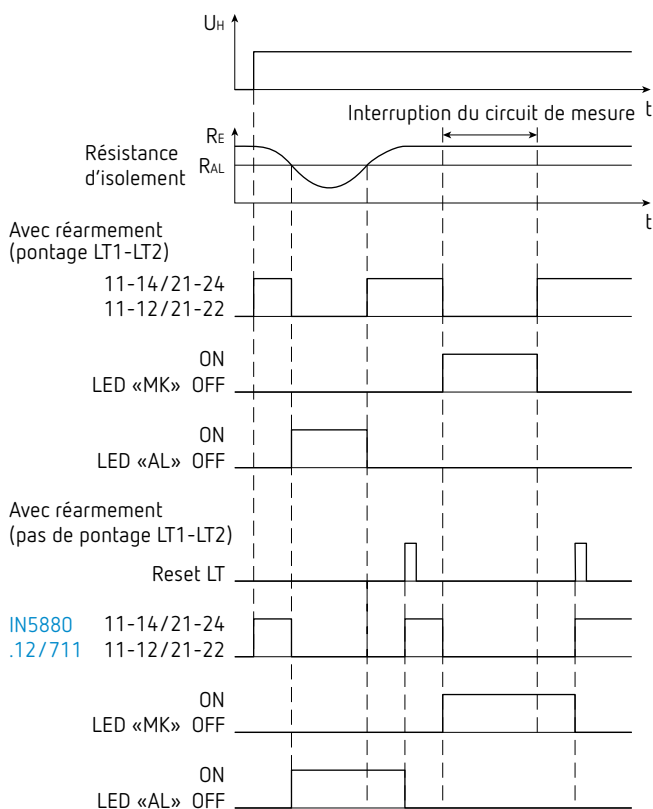 UH
t
Interruption du circuit de mesure
RE
Résistance
d'isolement
RAL
t
Avec réarmement
(pontage LT1-LT2)
11-14/21-24
11-12/21-22
ON
LED «MK» OFF
ON
LED «AL» OFF
Avec réarmement
(pas de pontage LT1-LT2)
Reset LT
IN5880 11-14/21-24
.12/711 11-12/21-22
ON
LED «MK» OFF
ON
LED «AL» OFF